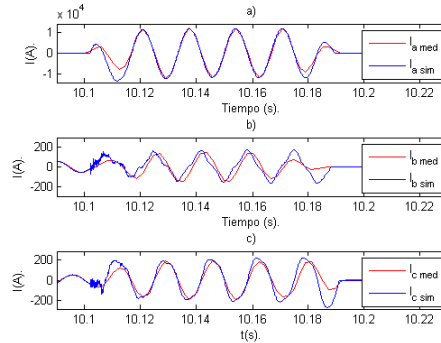 x 10⁴
a)
I(A).
1
0
-1
I_a med
I_a sim
10.1 10.12 10.14 10.16 10.18 10.2 10.22
Tiempo (s).
b)
I(A).
200
0
-200
I_b med
I_b sim
10.1 10.12 10.14 10.16 10.18 10.2 10.22
Tiempo (s).
c)
I(A).
200
0
-200
I_c med
I_c sim
10.1 10.12 10.14 10.16 10.18 10.2 10.22
t(s).